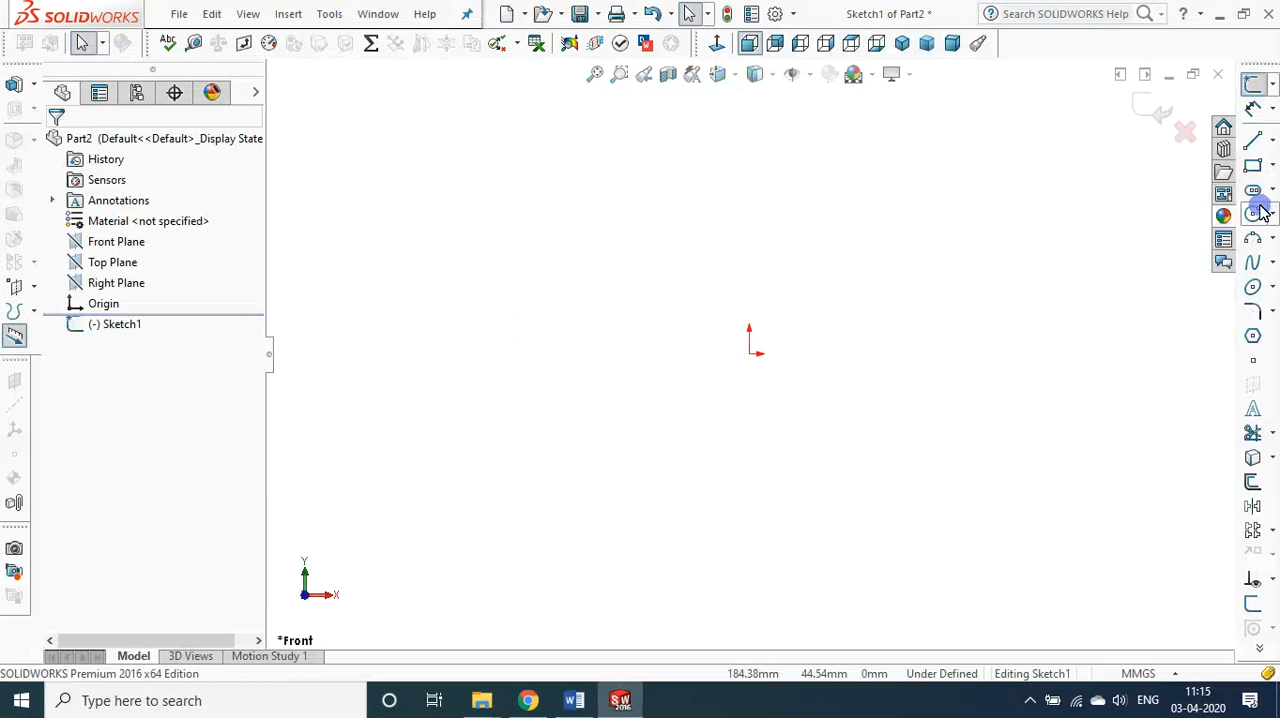 SOLIDWORKS File Edit View Insert Tools Window Help Sketch1 of Part2 * Search SOLIDWORKS Help
Part2 (Default<<Default>_Display State
History
Sensors
Annotations
Material <not specified>
Front Plane
Top Plane
Right Plane
Origin
(-) Sketch1
Y
X
*Front
Model 3D Views Motion Study 1
SOLIDWORKS Premium 2016 x64 Edition 184.38mm 44.54mm 0mm Under Defined Editing Sketch1 MMGS
Type here to search ENG 11:15
03-04-2020